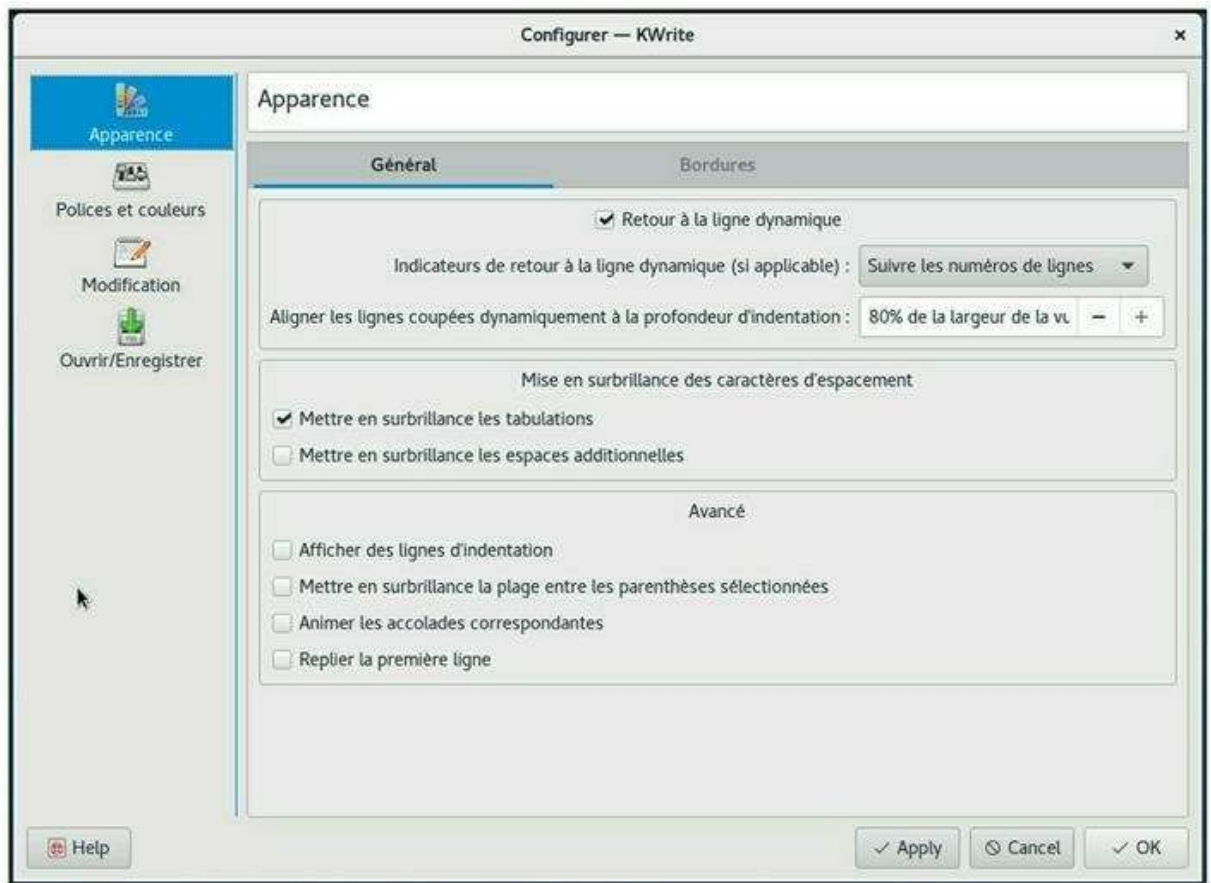 Configurer — KWrite
Apparence
Polices et couleurs
Modification
Ouvrir/Enregistrer
Apparence
Général
Bordures
Retour à la ligne dynamique
Indicateurs de retour à la ligne dynamique (si applicable) :
Suivre les numéros de lignes
Aligner les lignes coupées dynamiquement à la profondeur d'indentation :
80% de la largeur de la vu
Mise en surbrillance des caractères d'espacement
Mettre en surbrillance les tabulations
Mettre en surbrillance les espaces additionnelles
Avancé
Afficher des lignes d'indentation
Mettre en surbrillance la plage entre les parenthèses sélectionnées
Animer les accolades correspondantes
Replier la première ligne
Help
Apply
Cancel
OK